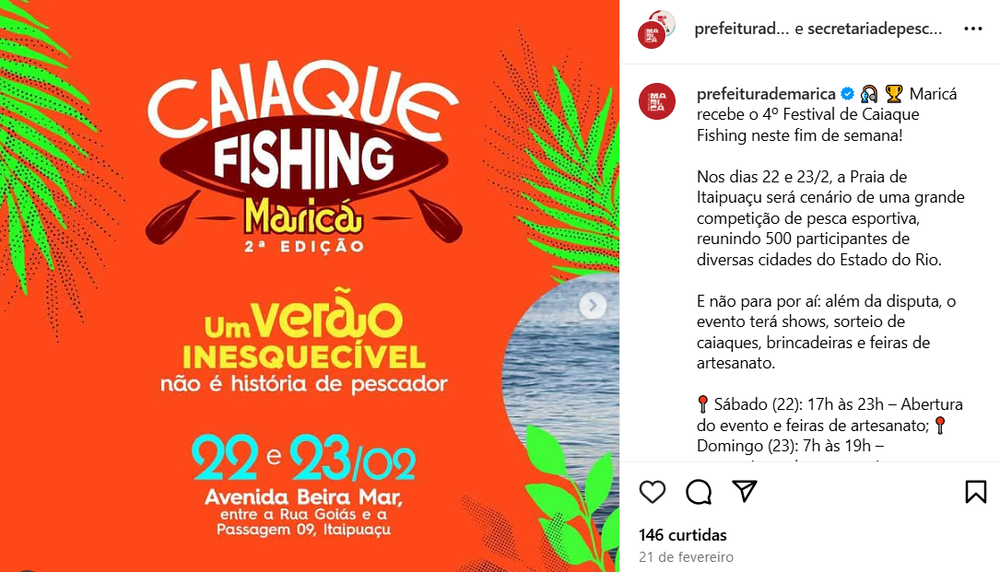 CAIAQUE
FISHING
Maricá
2ª EDIÇÃO
Um verão
INESQUECÍVEL
não é história de pescador
22 e 23/02
Avenida Beira Mar,
entre a Rua Goiás e a
Passagem 09, Itaipuaçu
prefeiturad... e secretariadepesc...
prefeiturademarica Maricá
recebe o 4º Festival de Caiaque
Fishing neste fim de semana!
Nos dias 22 e 23/2, a Praia de
Itaipuaçu será cenário de uma grande
competição de pesca esportiva,
reunindo 500 participantes de
diversas cidades do Estado do Rio.
E não para por aí: além da disputa, o
evento terá shows, sorteio de
caiaques, brincadeiras e feiras de
artesanato.
📍 Sábado (22): 17h às 23h – Abertura
do evento e feiras de artesanato; 📍
Domingo (23): 7h às 19h –
146 curtidas
21 de fevereiro